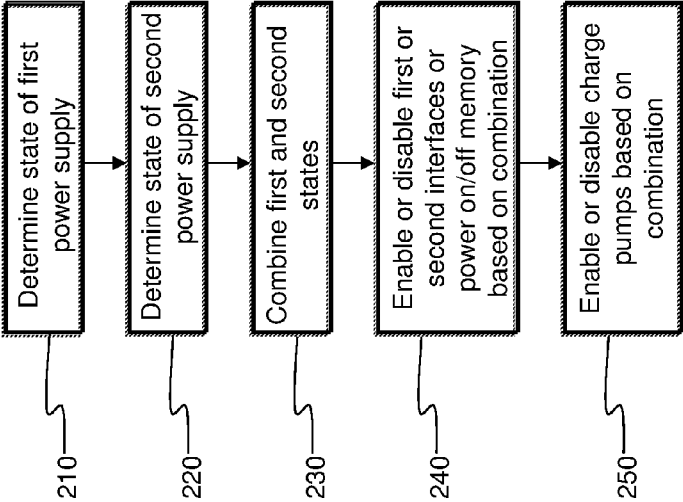 Determine state of first
power supply
210
Determine state of second
power supply
220
Combine first and second
states
230
Enable or disable first or
second interfaces or
power on/off memory
based on combination
240
Enable or disable charge
pumps based on
combination
250